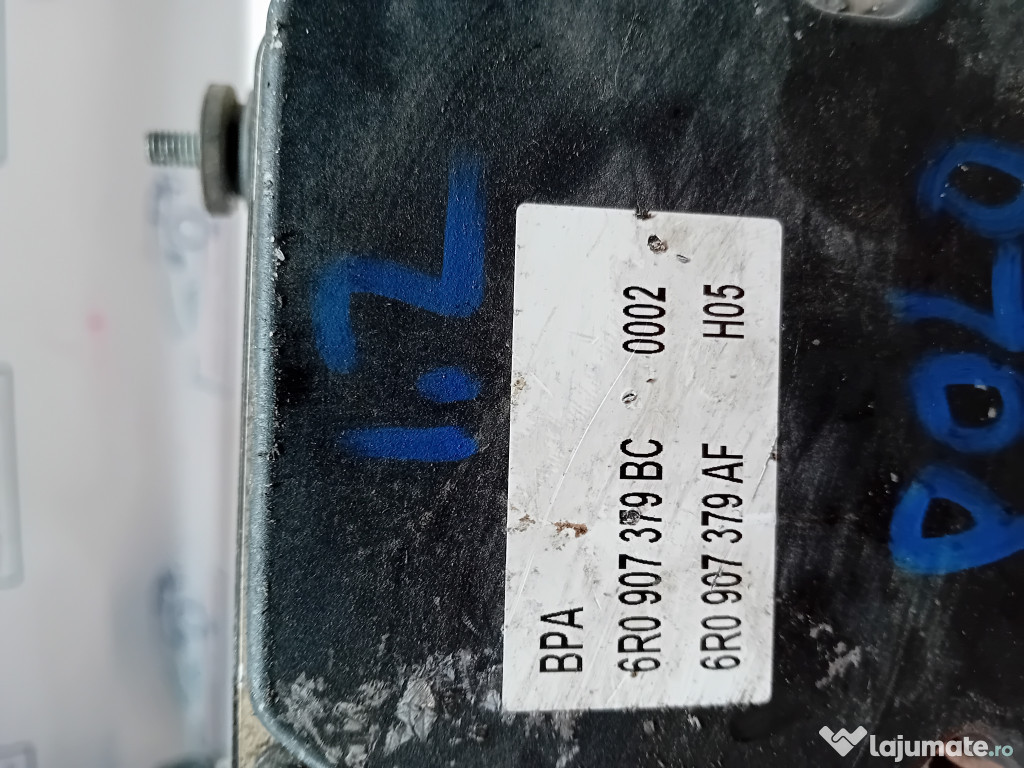 1.2
BPA
6R0 907 379 BC 0002
6R0 907 379 AF H05
lajumate.ro